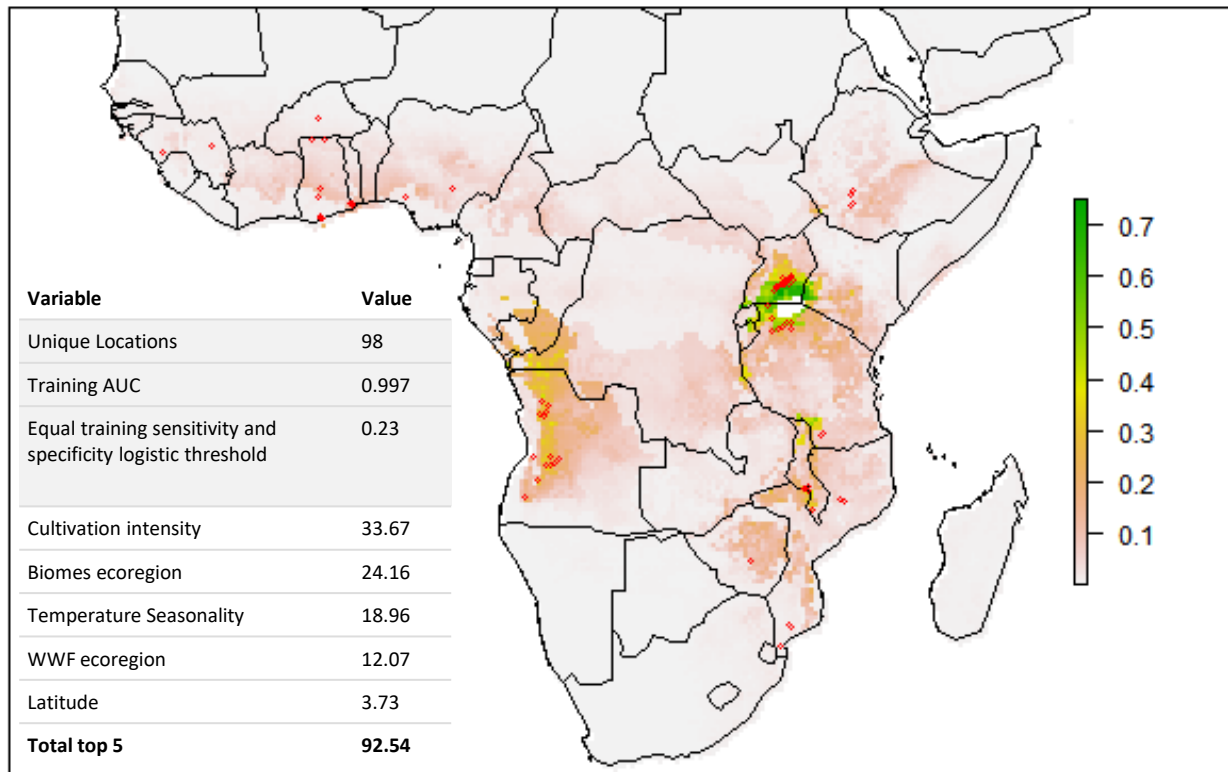 Variable Value
Unique Locations 98
Training AUC 0.997
Equal training sensitivity and 0.23
specificity logistic threshold
Cultivation intensity 33.67
Biomes ecoregion 24.16
Temperature Seasonality 18.96
WWF ecoregion 12.07
Latitude 3.73
Total top 5 92.54
0.7
0.6
0.5
0.4
0.3
0.2
0.1